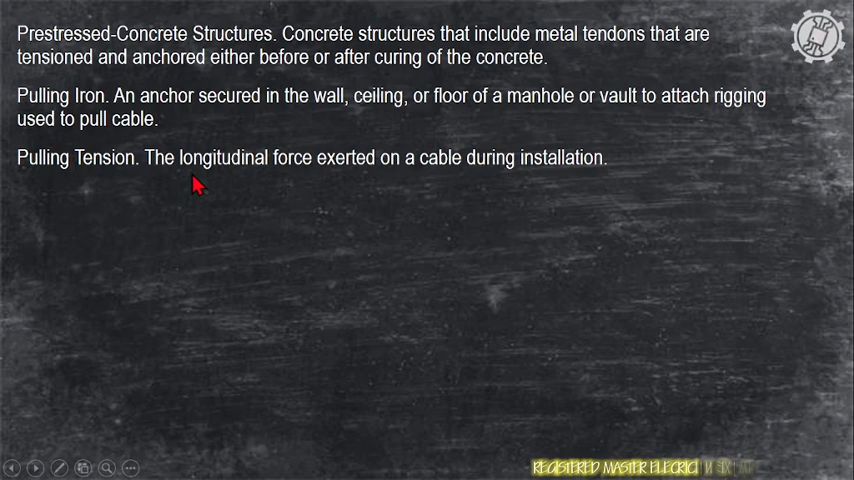 Prestressed-Concrete Structures. Concrete structures that include metal tendons that are
tensioned and anchored either before or after curing of the concrete.
Pulling Iron. An anchor secured in the wall, ceiling, or floor of a manhole or vault to attach rigging
used to pull cable.
Pulling Tension. The longitudinal force exerted on a cable during installation.
REGISTERED MASTER ELECRICI